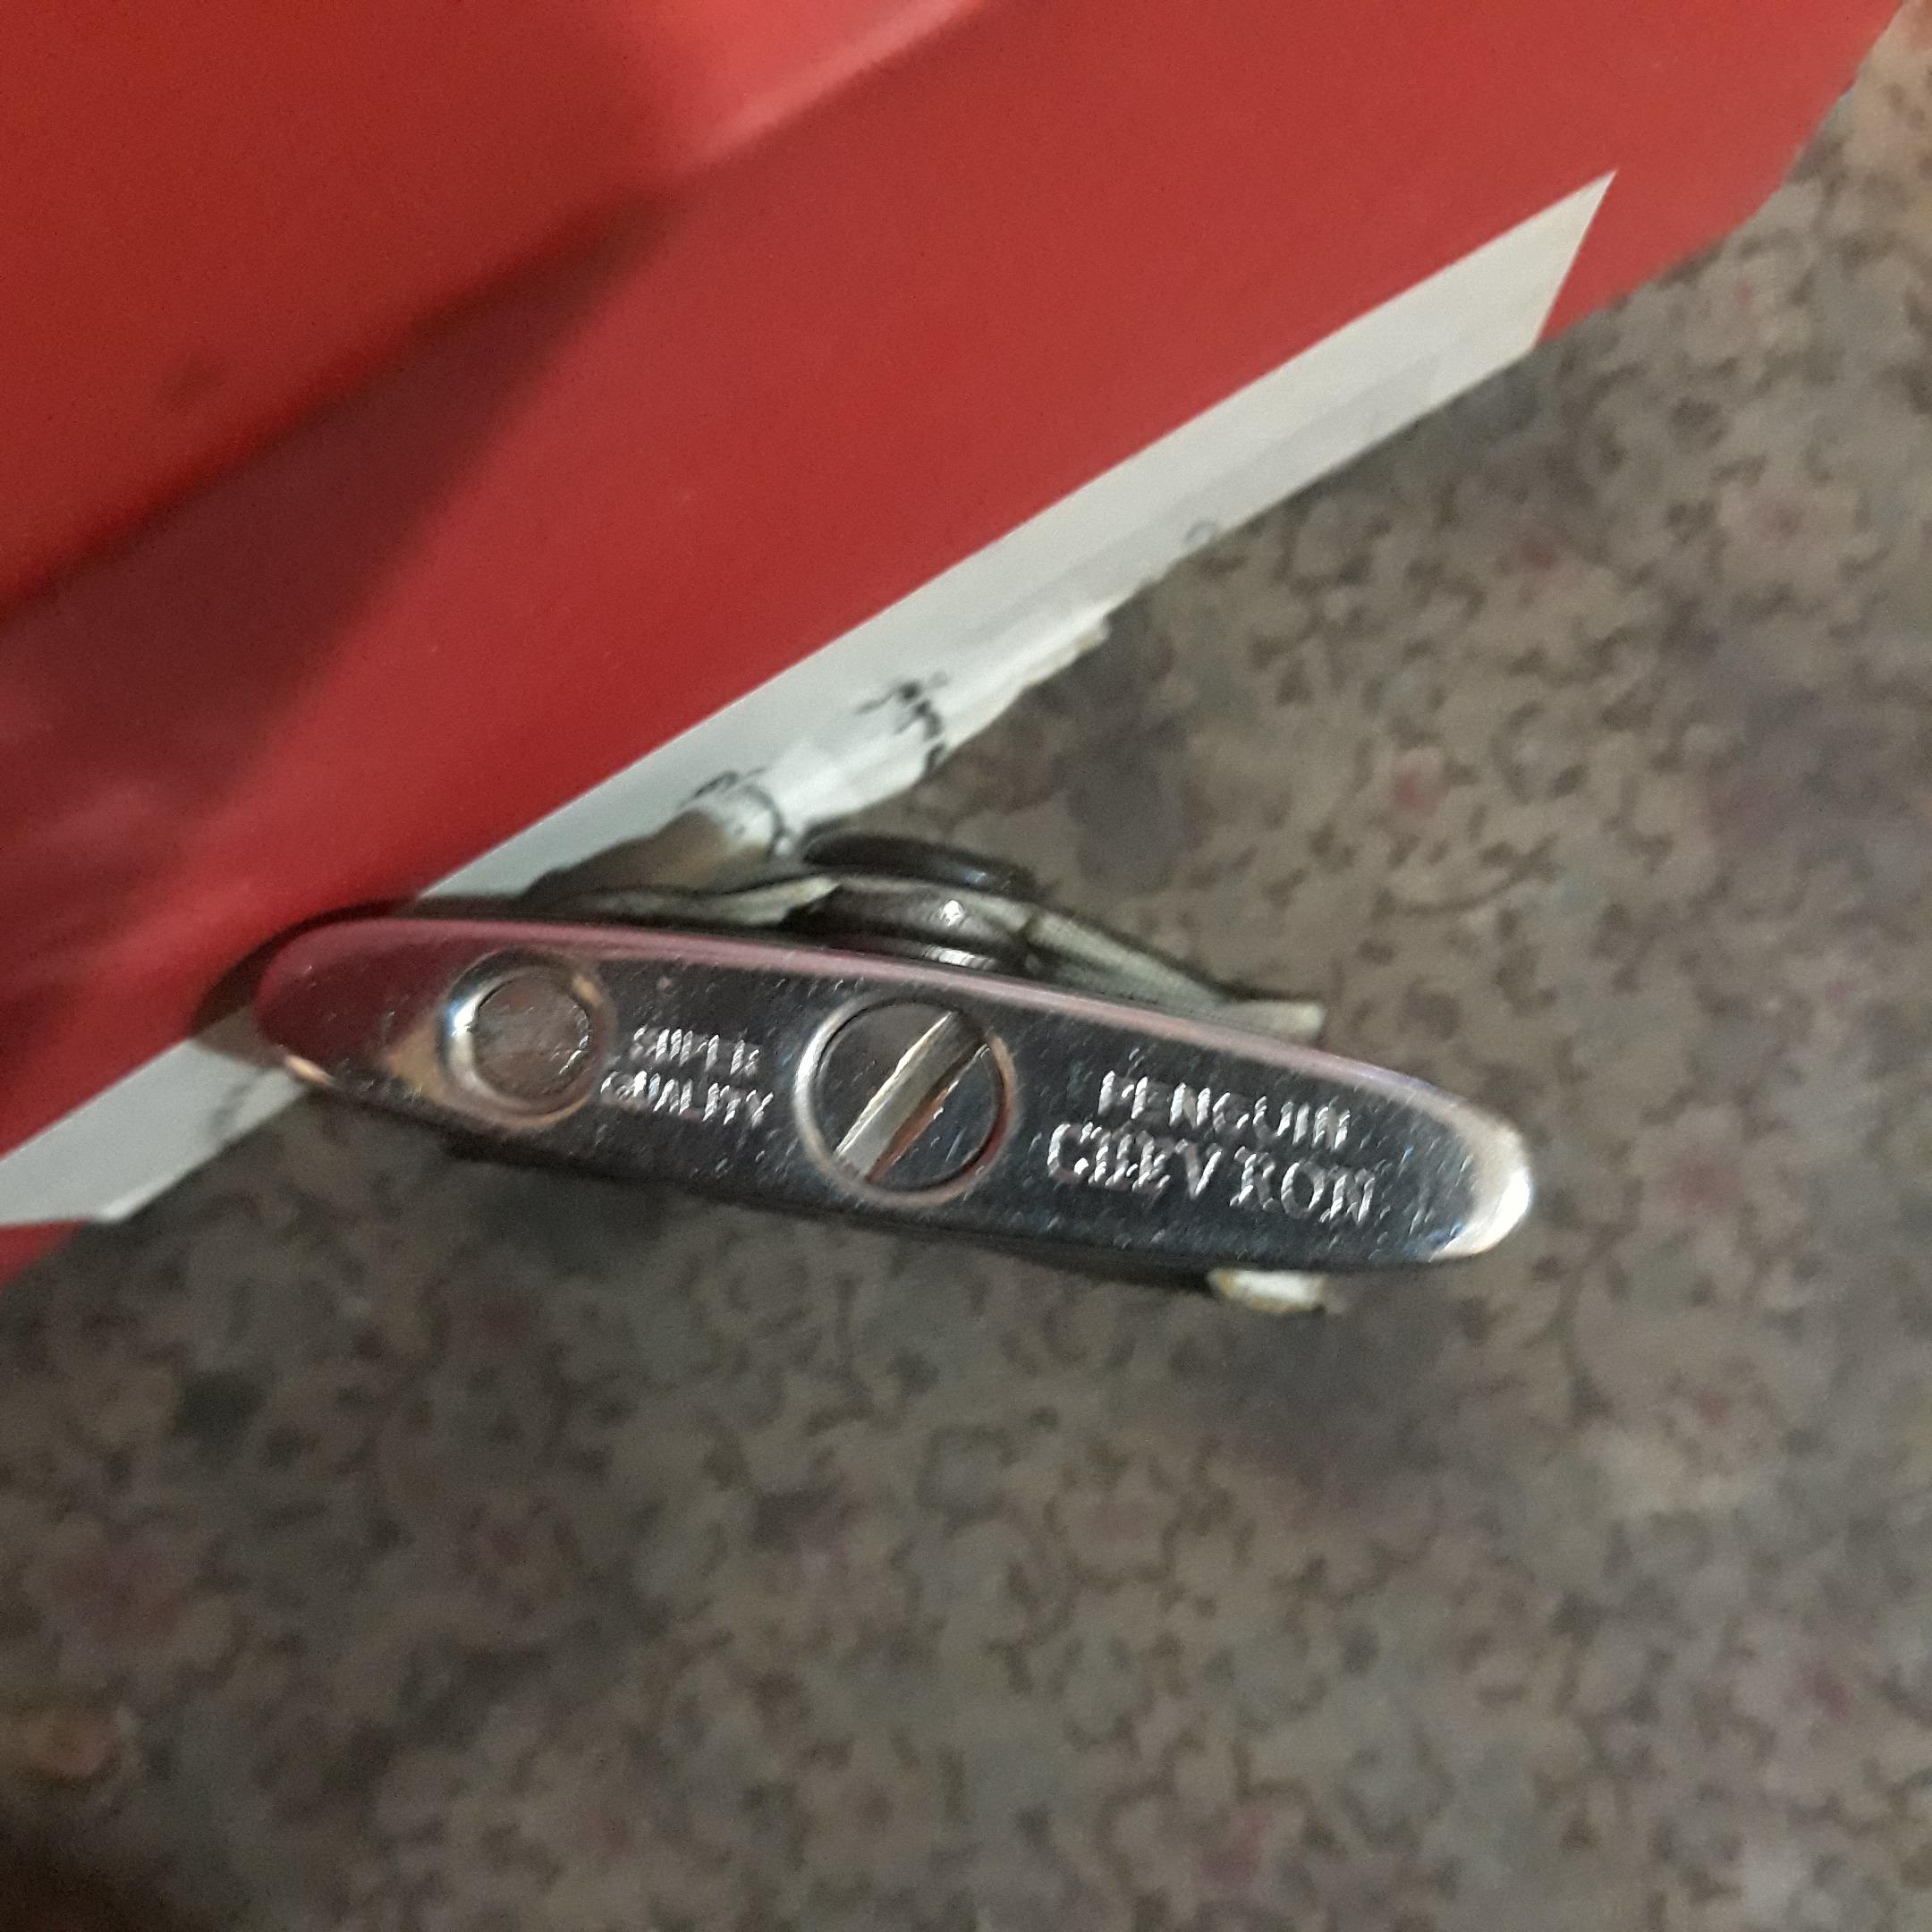 SUPER
QUALITY
PENGUIN
CHEVRON